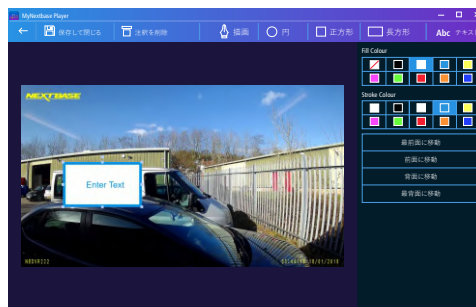 MyNextbase Player
保存して閉じる
注釈を削除
描画
円
正方形
長方形
Abc テキスト
Fill Colour
Stroke Colour
最前面に移動
前面に移動
背面に移動
最背面に移動
NEXTBASE
Enter Text